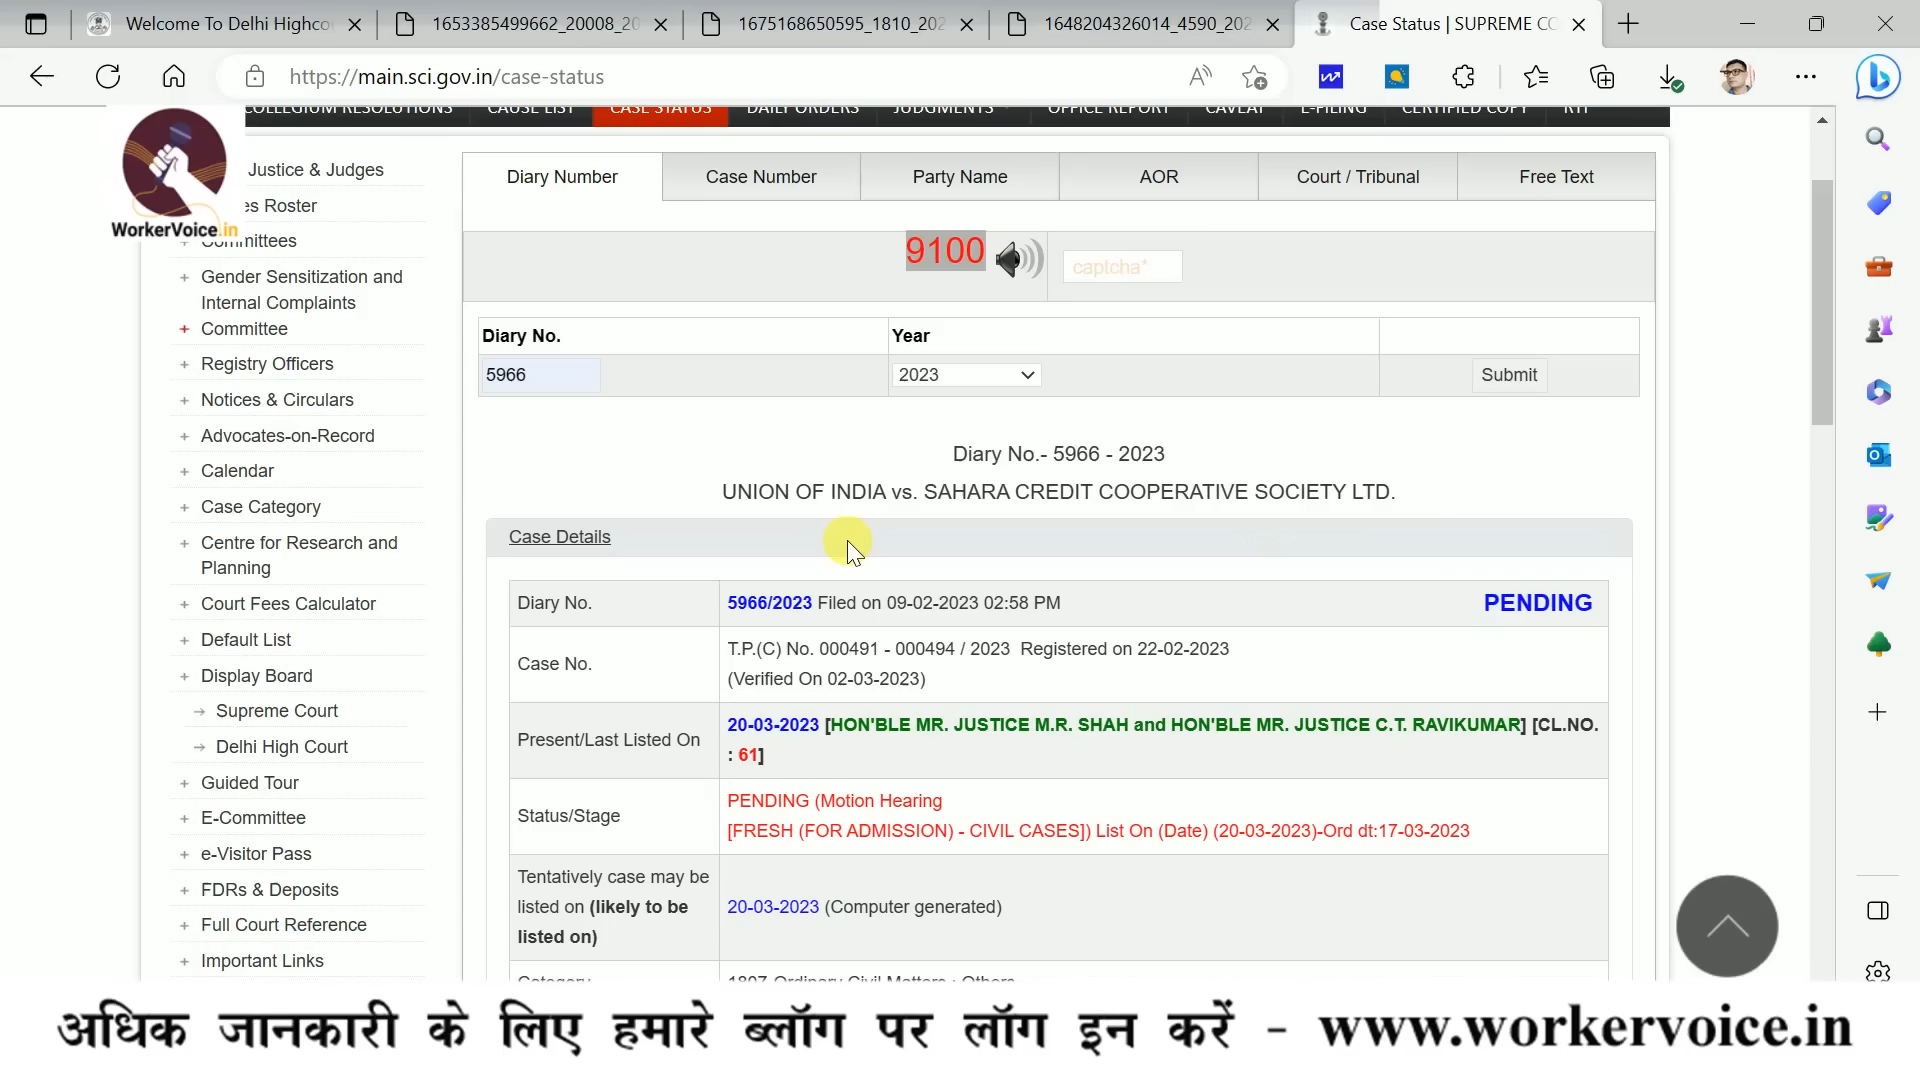 Welcome To Delhi Highco
1653385499662_20008_20
1675168650595_1810_202
1648204326014_4590_202
Case Status | SUPREME CO
https://main.sci.gov.in/case-status
COLLEGIUM RESOLUTIONS
CAUSE LIST
CASE STATUS
DAILY ORDERS
JUDGMENTS
OFFICE REPORT
CAVEAT
E-FILING
CERTIFIED COPY
RTI
WorkerVoice.in
Justice & Judges
es Roster
Committees
Gender Sensitization and
Internal Complaints
Committee
Registry Officers
Notices & Circulars
Advocates-on-Record
Calendar
Case Category
Centre for Research and
Planning
Court Fees Calculator
Default List
Display Board
Supreme Court
Delhi High Court
Guided Tour
E-Committee
e-Visitor Pass
FDRs & Deposits
Full Court Reference
Important Links
Diary Number
Case Number
Party Name
AOR
Court / Tribunal
Free Text
9100
captcha*
Diary No.
Year
5966
2023
Submit
Diary No.- 5966 - 2023
UNION OF INDIA vs. SAHARA CREDIT COOPERATIVE SOCIETY LTD.
Case Details
Diary No.
5966/2023 Filed on 09-02-2023 02:58 PM
PENDING
Case No.
T.P.(C) No. 000491 - 000494 / 2023 Registered on 22-02-2023
(Verified On 02-03-2023)
Present/Last Listed On
20-03-2023 [HON'BLE MR. JUSTICE M.R. SHAH and HON'BLE MR. JUSTICE C.T. RAVIKUMAR] [CL.NO.
: 61]
Status/Stage
PENDING (Motion Hearing
[FRESH (FOR ADMISSION) - CIVIL CASES]) List On (Date) (20-03-2023)-Ord dt:17-03-2023
Tentatively case may be
listed on (likely to be
listed on)
20-03-2023 (Computer generated)
Category
1807-Ordinary Civil Matters : Others
अधिक जानकारी के लिए हमारे ब्लॉग पर लॉग इन करें - www.workervoice.in